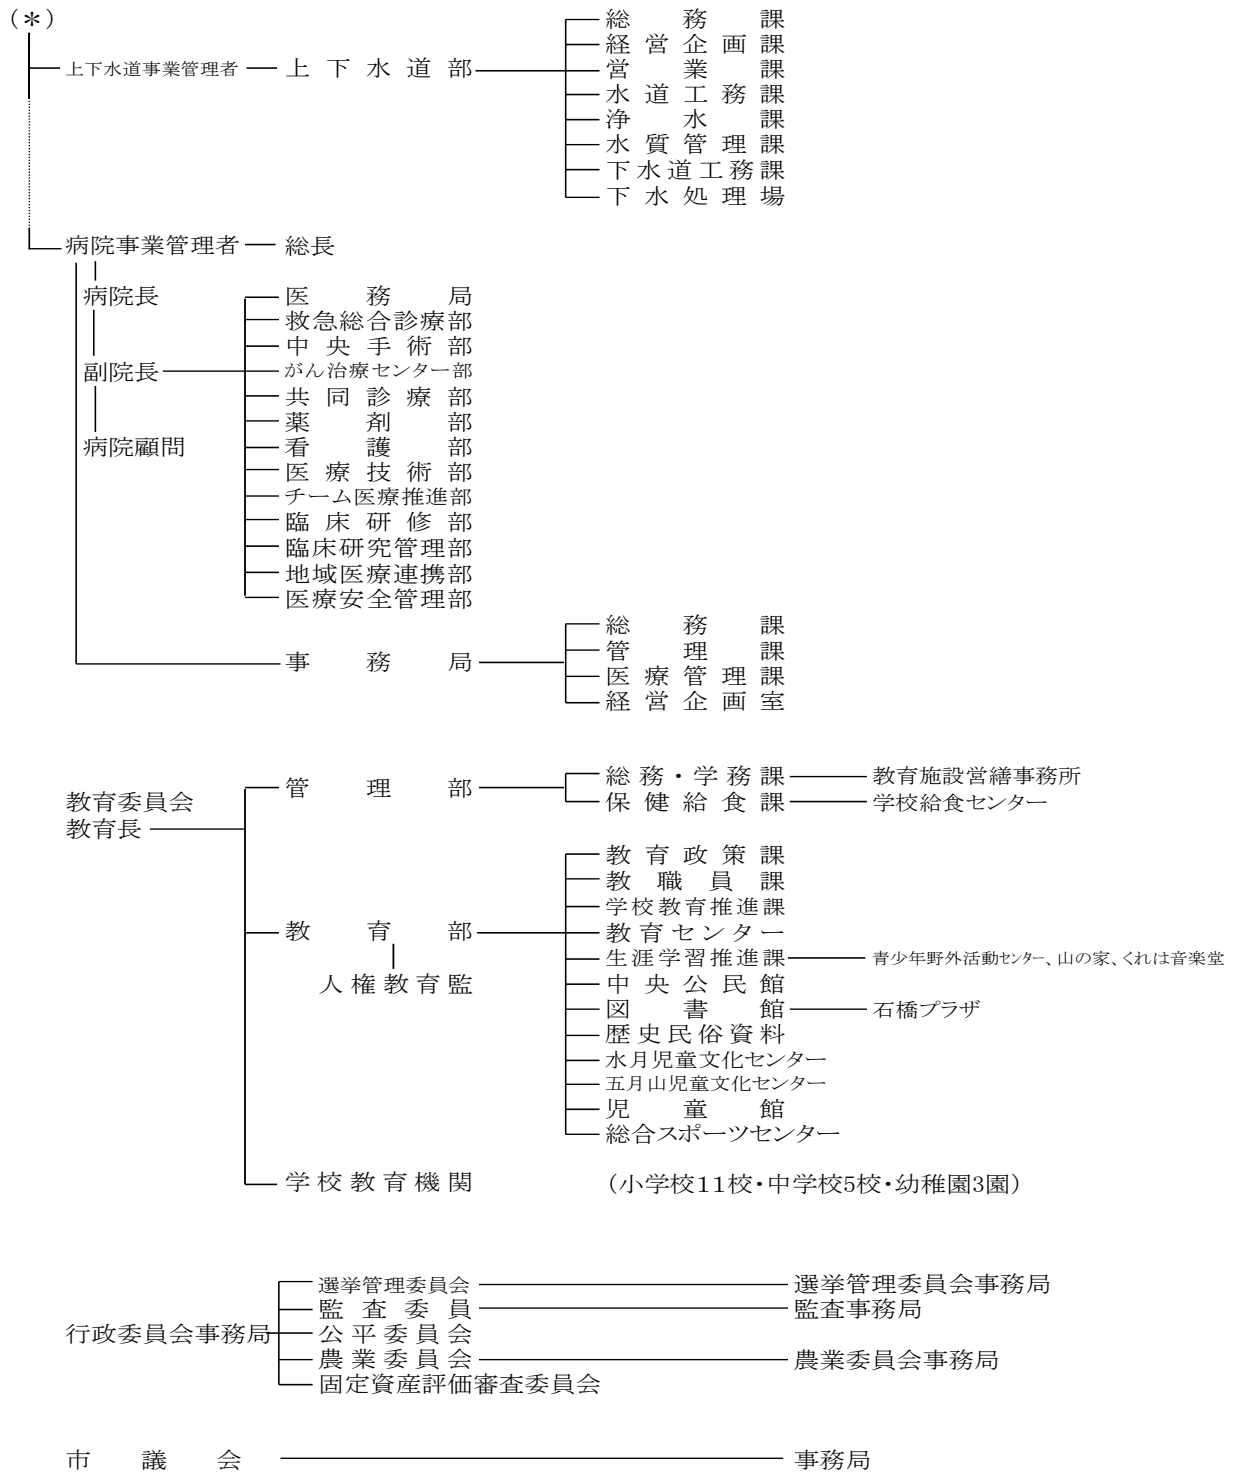 (＊)
総務課
経営企画課
上下水道事業管理者 上下水道部 営業課
水道工務課
浄水課
水質管理課
下水道工務課
下水処理場
病院事業管理者 総長
病院長 医務局
救急総合診療部
中央手術部
副院長 がん治療センター部
共同診療部
薬剤部
病院顧問 看護部
医療技術部
チーム医療推進部
臨床研修部
臨床研究管理部
地域医療連携部
医療安全管理部
総務課
管理課
事務局
医療管理課
経営企画室
総務・学務課 教育施設営繕事務所
管理部
教育委員会 保健給食課 学校給食センター
教育長
教育政策課
教職員課
学校教育推進課
教育部 教育センター
生涯学習推進課 青少年野外活動センター、山の家、くれは音楽堂
人権教育監 中央公民館
図書館 石橋プラザ
歴史民俗資料
水月児童文化センター
五月山児童文化センター
児童館
総合スポーツセンター
学校教育機関 (小学校11校・中学校5校・幼稚園3園)
選挙管理委員会 選挙管理委員会事務局
監査委員 監査事務局
行政委員会事務局 公平委員会
農業委員会 農業委員会事務局
固定資産評価審査委員会
市議会 事務局